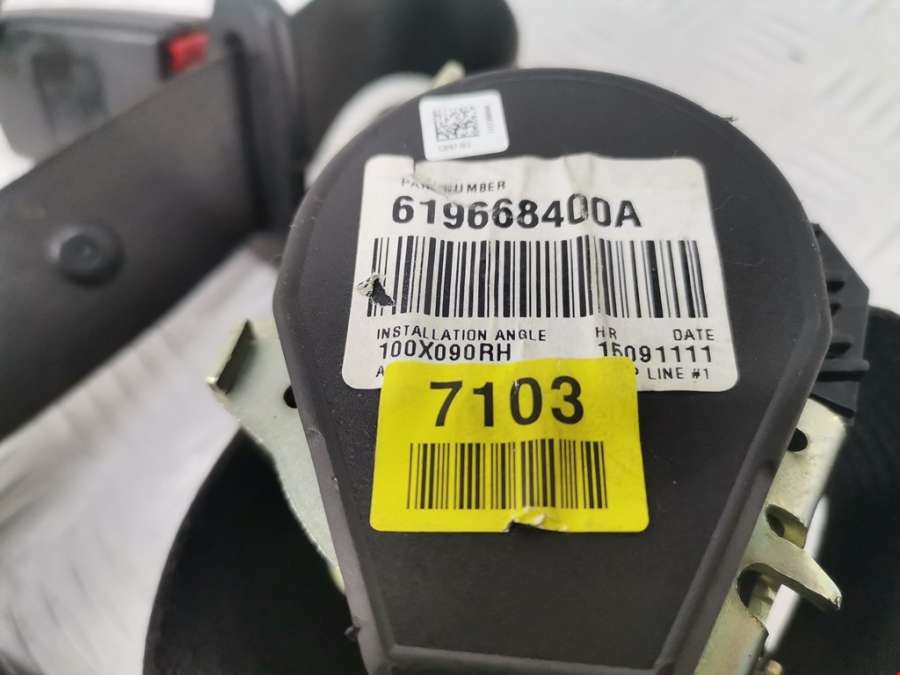 PART NUMBER
619668400A
INSTALLATION ANGLE HR DATE
100X090RH 15091111
P LINE #1
7103